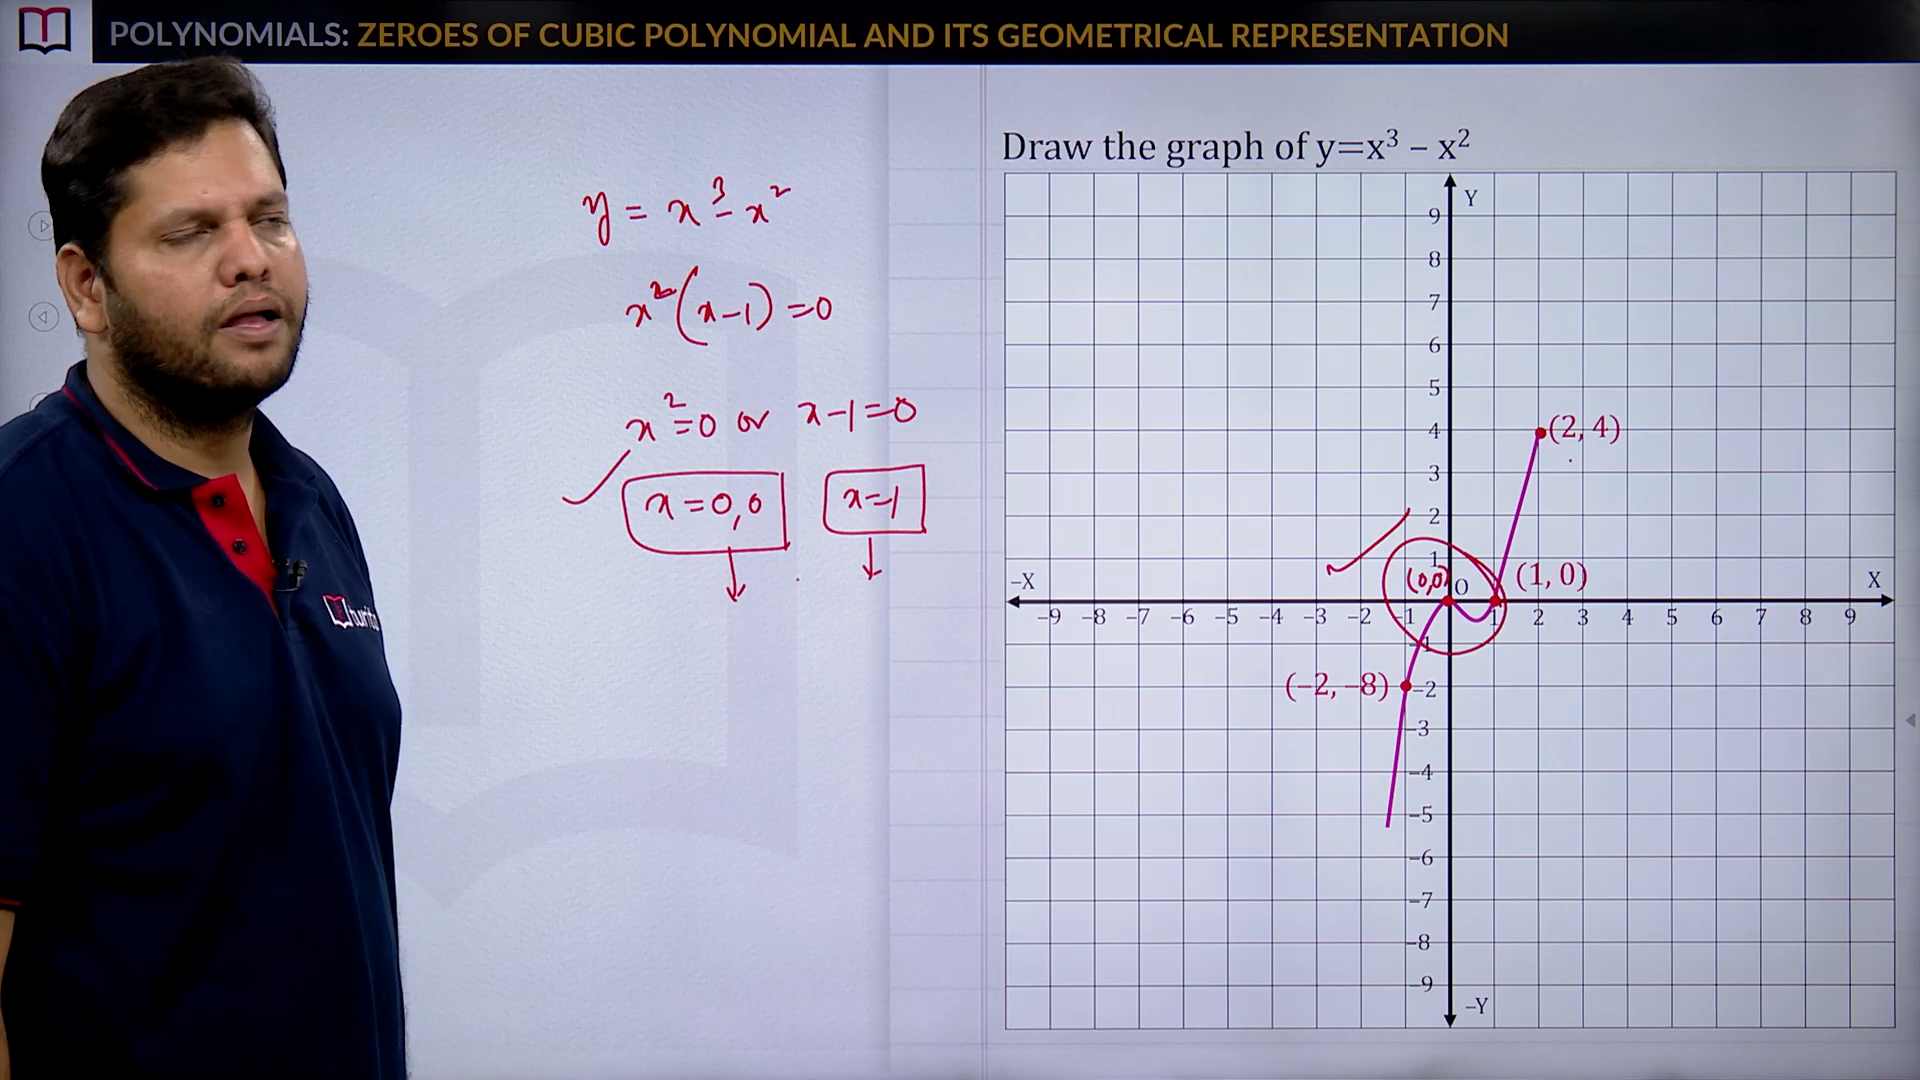 POLYNOMIALS: ZEROES OF CUBIC POLYNOMIAL AND ITS GEOMETRICAL REPRESENTATION
y = x³ - x²
x²(x-1) = 0
x² = 0 or x-1 = 0
x = 0,0 x = 1
Draw the graph of y=x³ – x²
Y
9
8
7
6
5
4
(2, 4)
3
2
1
(0,0) O (1, 0)
–X X
–9 –8 –7 –6 –5 –4 –3 –2 –1 1 2 3 4 5 6 7 8 9
–1
(–2, –8) –2
–3
–4
–5
–6
–7
–8
–9
–Y